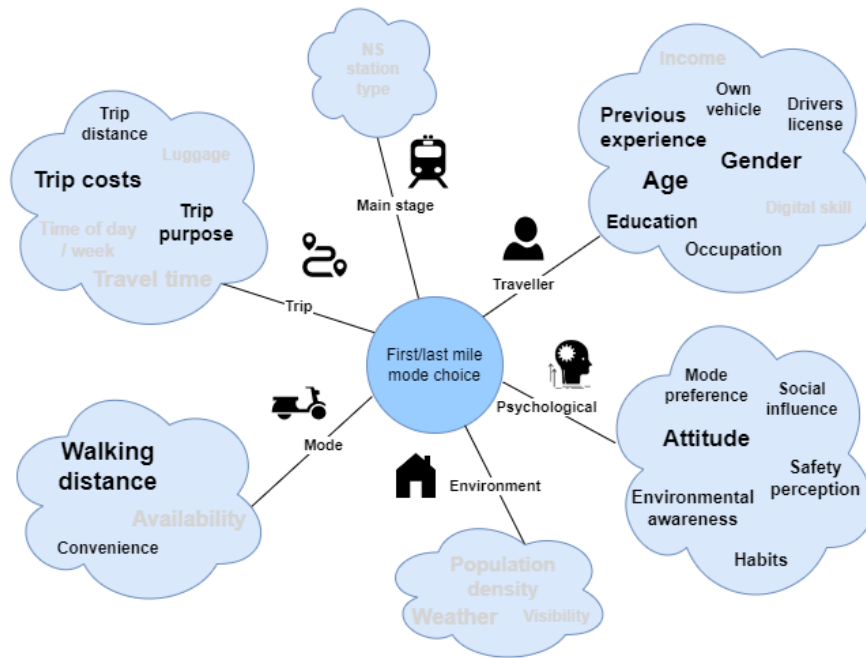 NS
station
type
Main stage
Trip
distance
Luggage
Trip costs
Trip
purpose
Time of day
/ week
Travel time
Trip
Income
Own
vehicle
Drivers
license
Previous
experience
Gender
Age
Digital skill
Education
Occupation
Traveller
First/last mile
mode choice
Walking
distance
Availability
Convenience
Mode
Environment
Population
density
Weather
Visibility
Psychological
Mode
preference
Social
influence
Attitude
Safety
perception
Environmental
awareness
Habits